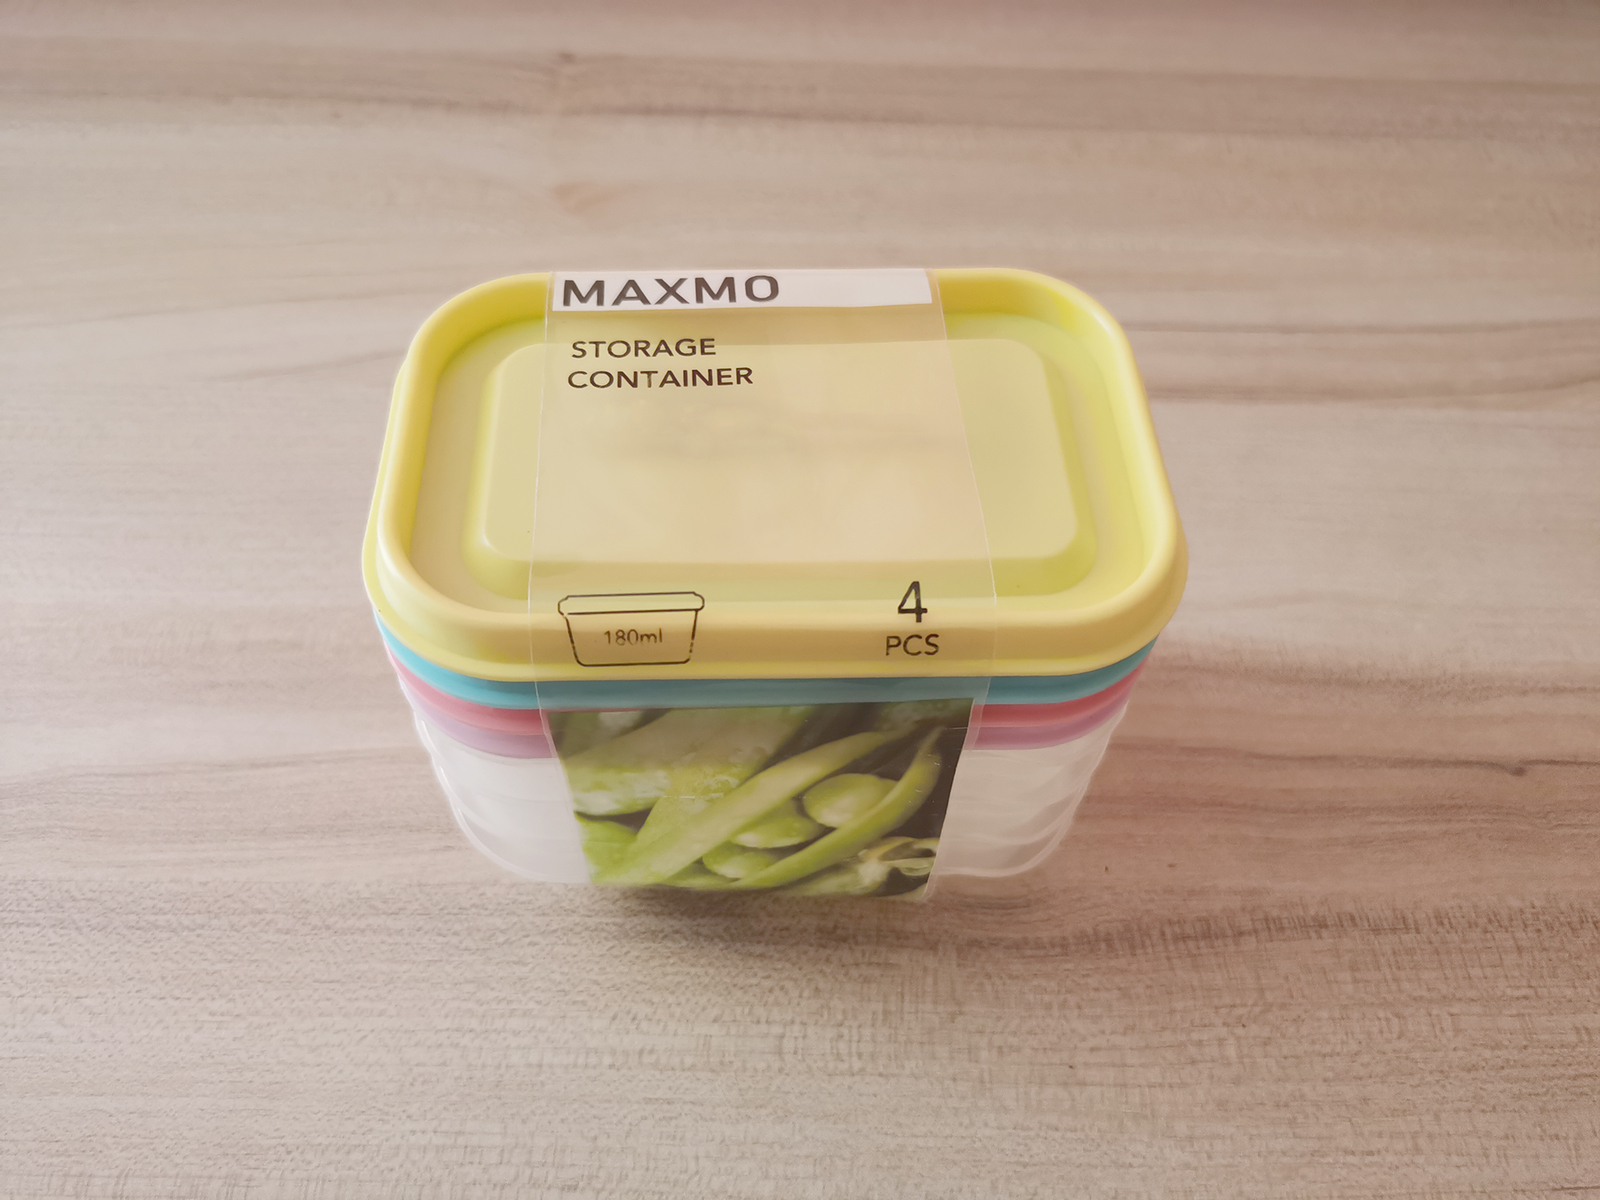 MAXMO
STORAGE
CONTAINER
180ml
4
PCS